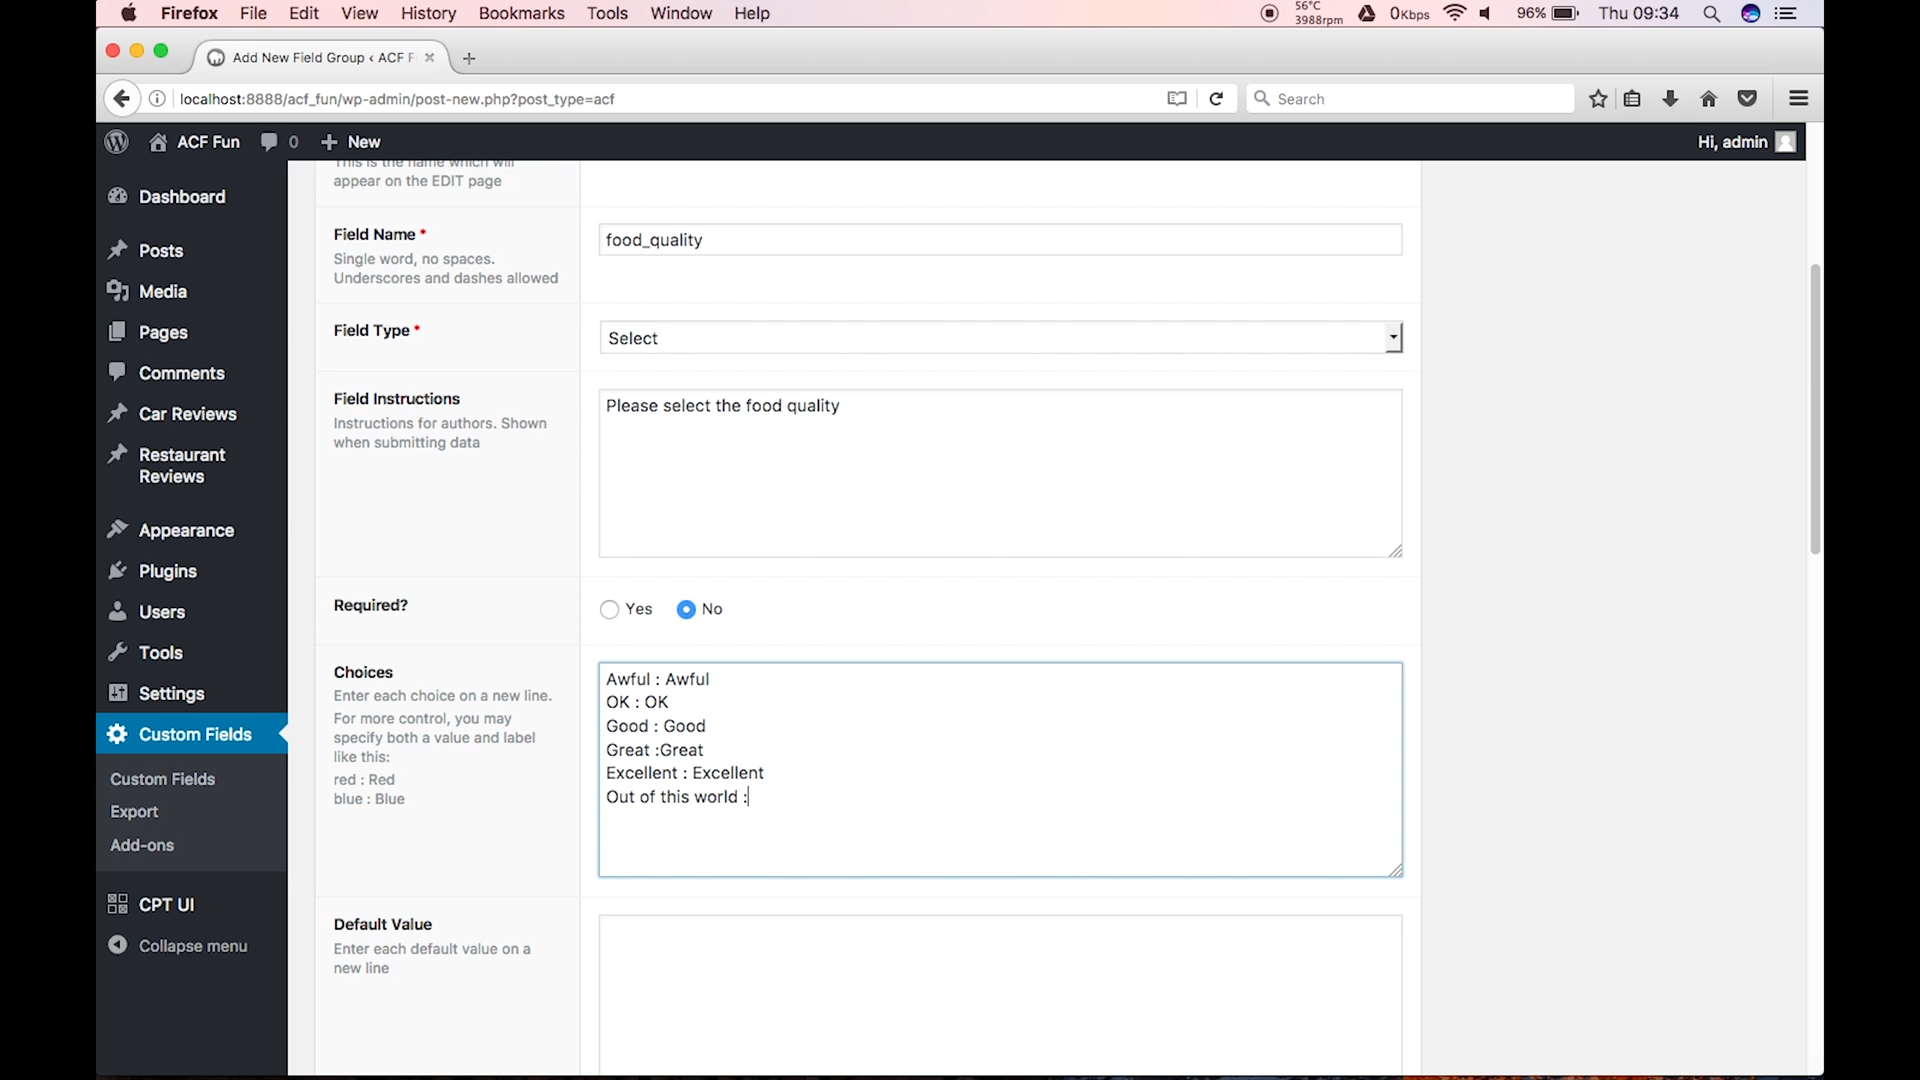 Firefox File Edit View History Bookmarks Tools Window Help 56°C 3988rpm 0Kbps 96% Thu 09:34
Add New Field Group ‹ ACF F
localhost:8888/acf_fun/wp-admin/post-new.php?post_type=acf Search
ACF Fun 0 New Hi, admin
This is the name which will
appear on the EDIT page
Dashboard
Posts
Media
Pages
Comments
Car Reviews
Restaurant
Reviews
Appearance
Plugins
Users
Tools
Settings
Custom Fields
Custom Fields
Export
Add-ons
CPT UI
Collapse menu
Field Name *
Single word, no spaces.
Underscores and dashes allowed
food_quality
Field Type *
Select
Field Instructions
Instructions for authors. Shown
when submitting data
Please select the food quality
Required?
Yes No
Choices
Enter each choice on a new line.
For more control, you may
specify both a value and label
like this:
red : Red
blue : Blue
Awful : Awful
OK : OK
Good : Good
Great :Great
Excellent : Excellent
Out of this world :
Default Value
Enter each default value on a
new line